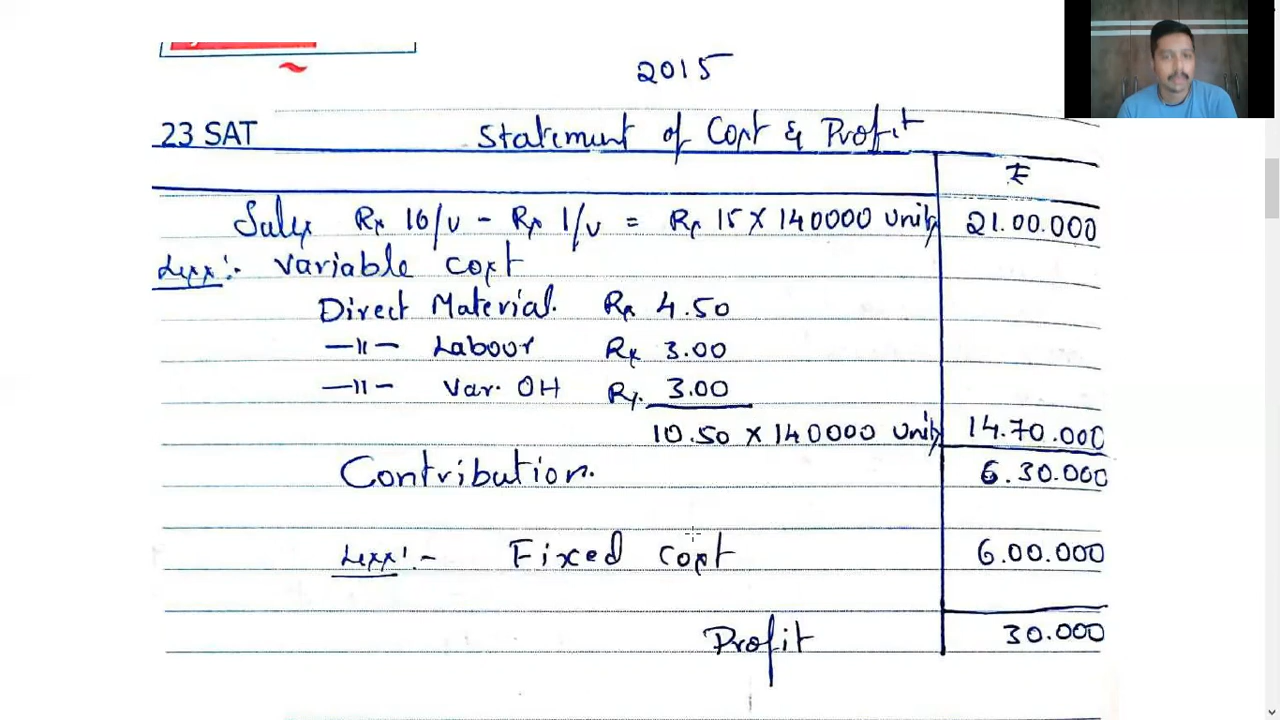 2015
23 SAT Statement of Cost & Profit
₹
Sales Rs 16/u - Rs 1/u = Rs 15 X 140000 Units 21.00.000
Less:- Variable cost
Direct Material. Rs 4.50
—ıı— Labour Rs 3.00
—ıı— Var. OH Rs. 3.00
10.50 X 140000 Units 14.70.000
Contribution. 6.30.000
Less:- Fixed cost 6.00.000
Profit 30.000